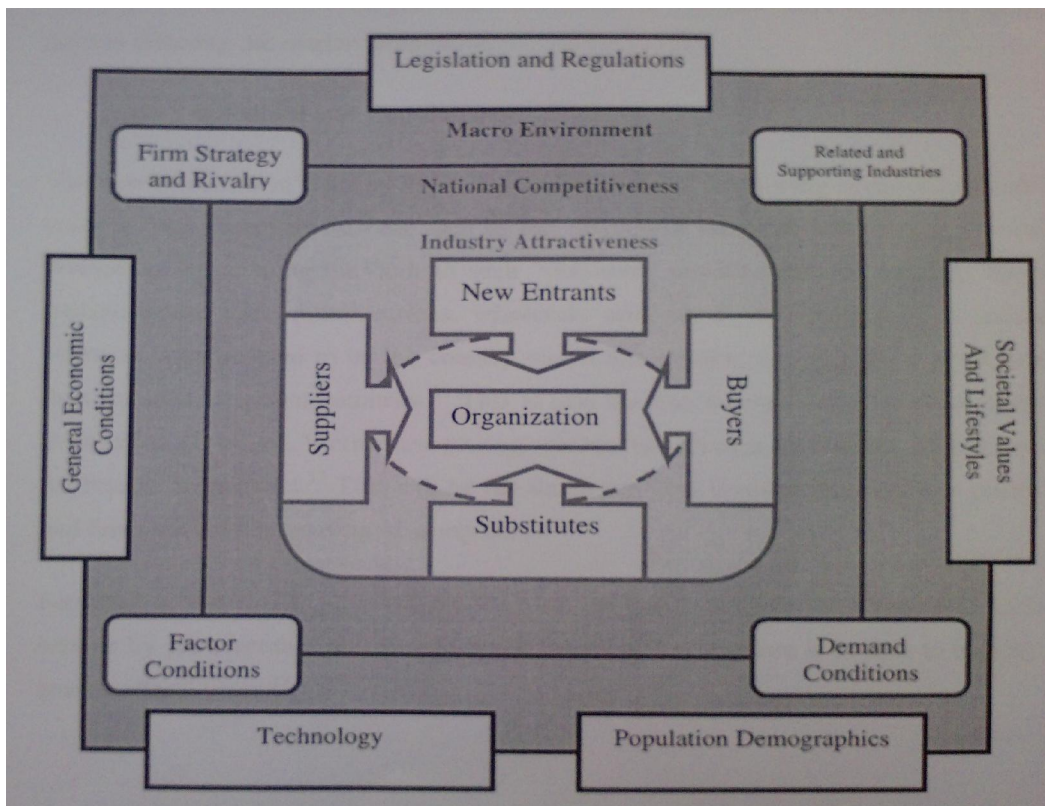 Legislation and Regulations
Macro Environment
Firm Strategy
and Rivalry
Related and
Supporting Industries
National Competitiveness
Industry Attractiveness
New Entrants
General Economic
Conditions
Suppliers
Organization
Buyers
Societal Values
And Lifestyles
Substitutes
Factor
Conditions
Demand
Conditions
Technology
Population Demographics